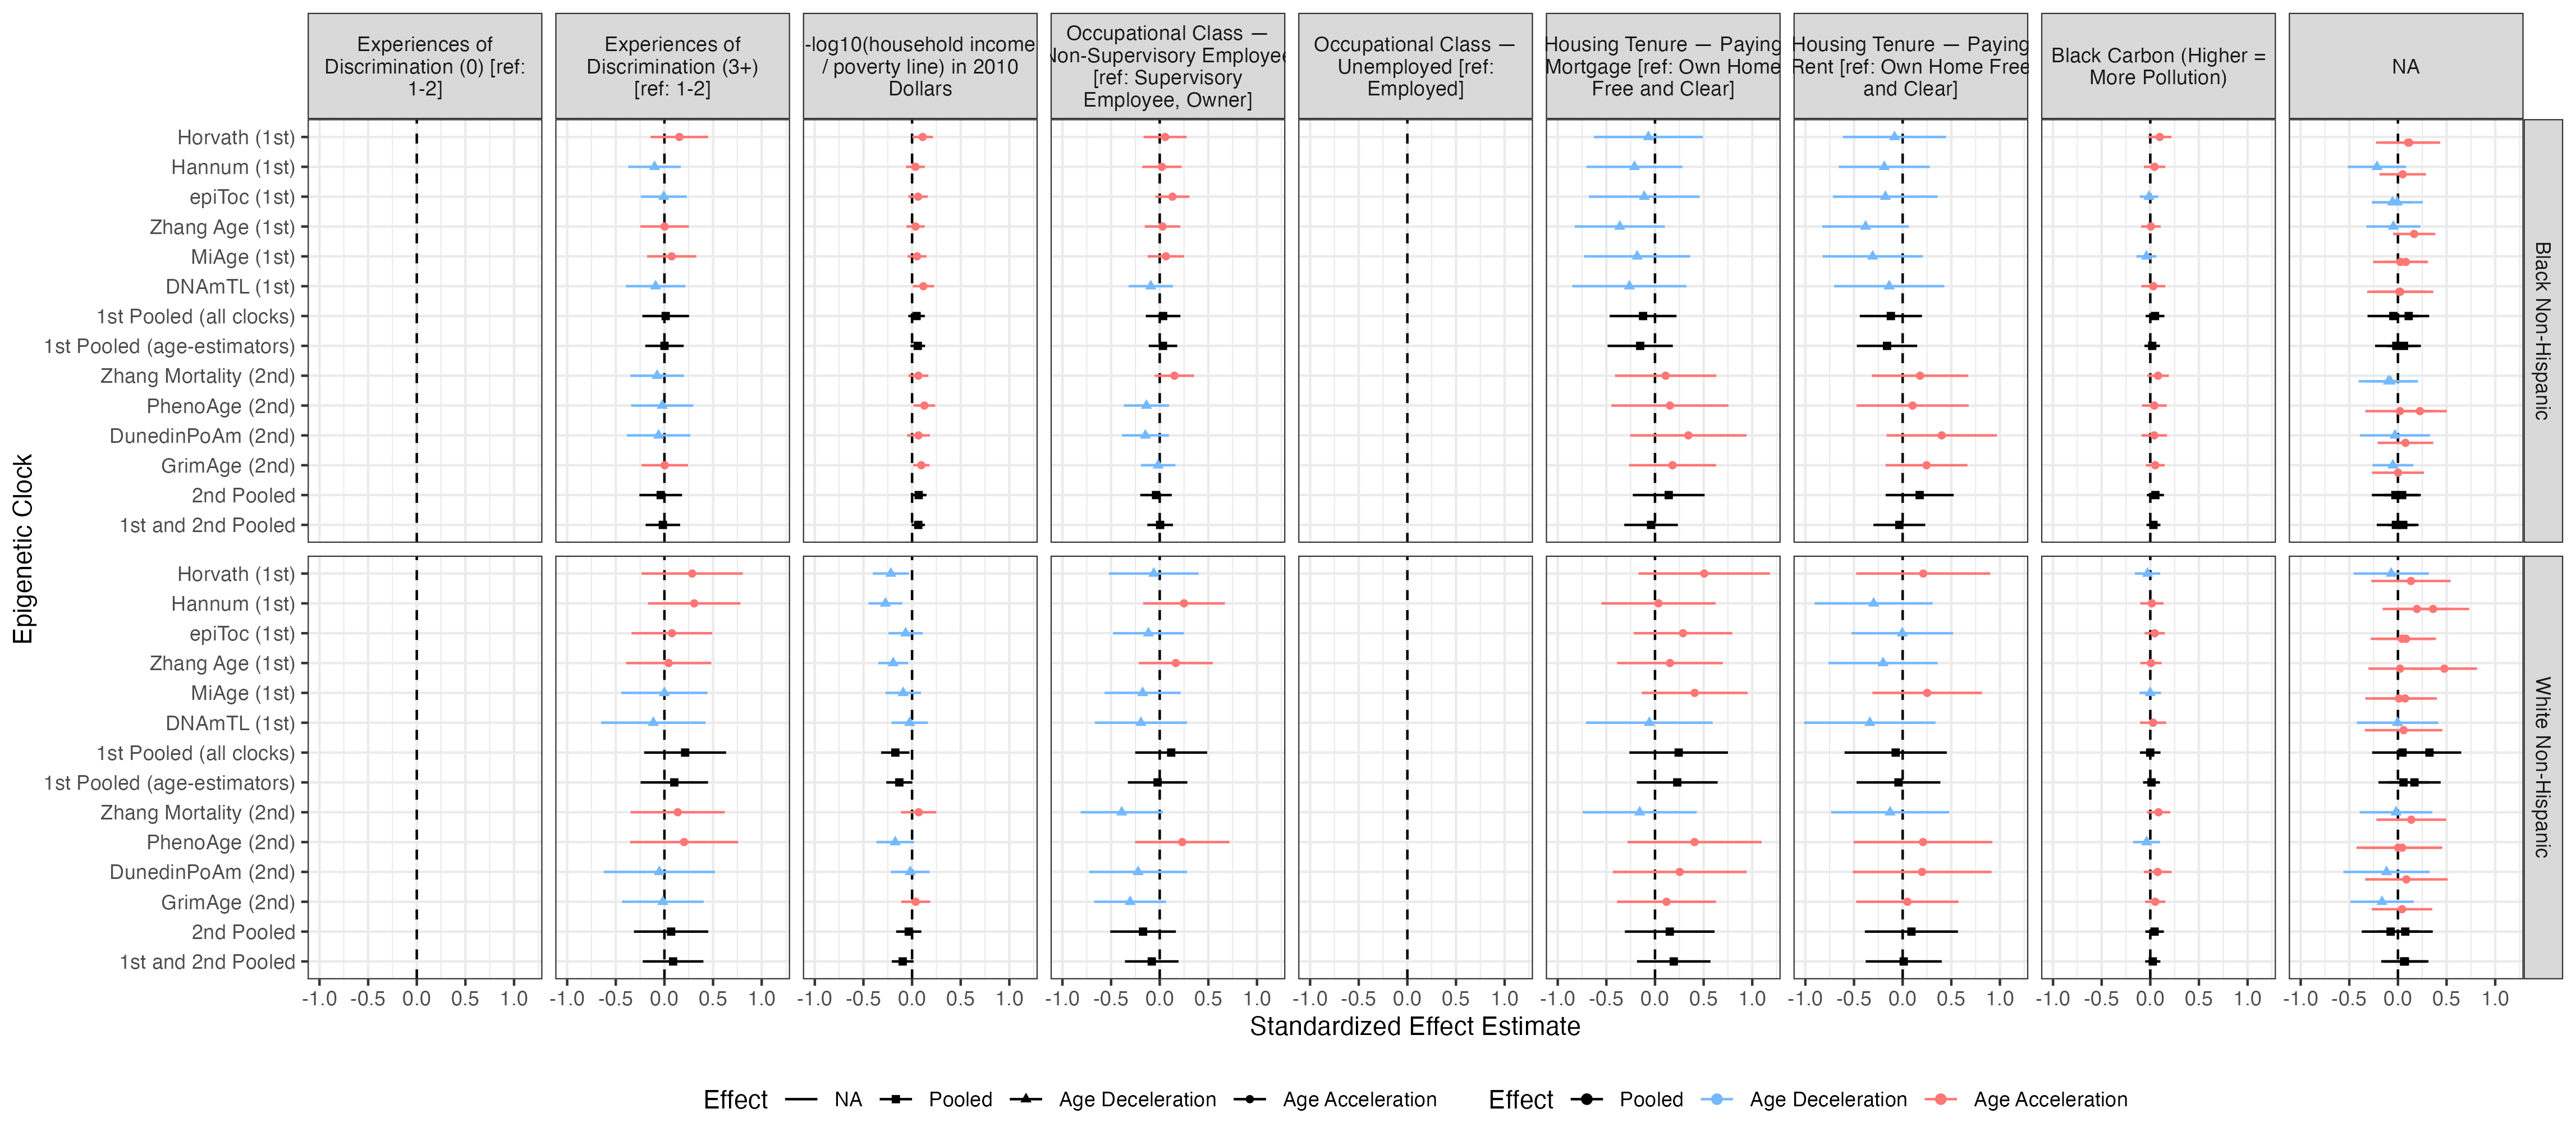 Experiences of
Discrimination (0) [ref:
1-2]
Experiences of
Discrimination (3+)
[ref: 1-2]
-log10(household income
/ poverty line) in 2010
Dollars
Occupational Class —
Non-Supervisory Employee
[ref: Supervisory
Employee, Owner]
Occupational Class —
Unemployed [ref:
Employed]
Housing Tenure — Paying
Mortgage [ref: Own Home
Free and Clear]
Housing Tenure — Paying
Rent [ref: Own Home Free
and Clear]
Black Carbon (Higher =
More Pollution)
NA
Epigenetic Clock
Horvath (1st)
Hannum (1st)
epiToc (1st)
Zhang Age (1st)
MiAge (1st)
DNAmTL (1st)
1st Pooled (all clocks)
1st Pooled (age-estimators)
Zhang Mortality (2nd)
PhenoAge (2nd)
DunedinPoAm (2nd)
GrimAge (2nd)
2nd Pooled
1st and 2nd Pooled
Black Non-Hispanic
Horvath (1st)
Hannum (1st)
epiToc (1st)
Zhang Age (1st)
MiAge (1st)
DNAmTL (1st)
1st Pooled (all clocks)
1st Pooled (age-estimators)
Zhang Mortality (2nd)
PhenoAge (2nd)
DunedinPoAm (2nd)
GrimAge (2nd)
2nd Pooled
1st and 2nd Pooled
White Non-Hispanic
-1.0 -0.5 0.0 0.5 1.0
-1.0 -0.5 0.0 0.5 1.0
-1.0 -0.5 0.0 0.5 1.0
-1.0 -0.5 0.0 0.5 1.0
-1.0 -0.5 0.0 0.5 1.0
-1.0 -0.5 0.0 0.5 1.0
-1.0 -0.5 0.0 0.5 1.0
-1.0 -0.5 0.0 0.5 1.0
-1.0 -0.5 0.0 0.5 1.0
Standardized Effect Estimate
Effect NA Pooled Age Deceleration Age Acceleration
Effect Pooled Age Deceleration Age Acceleration